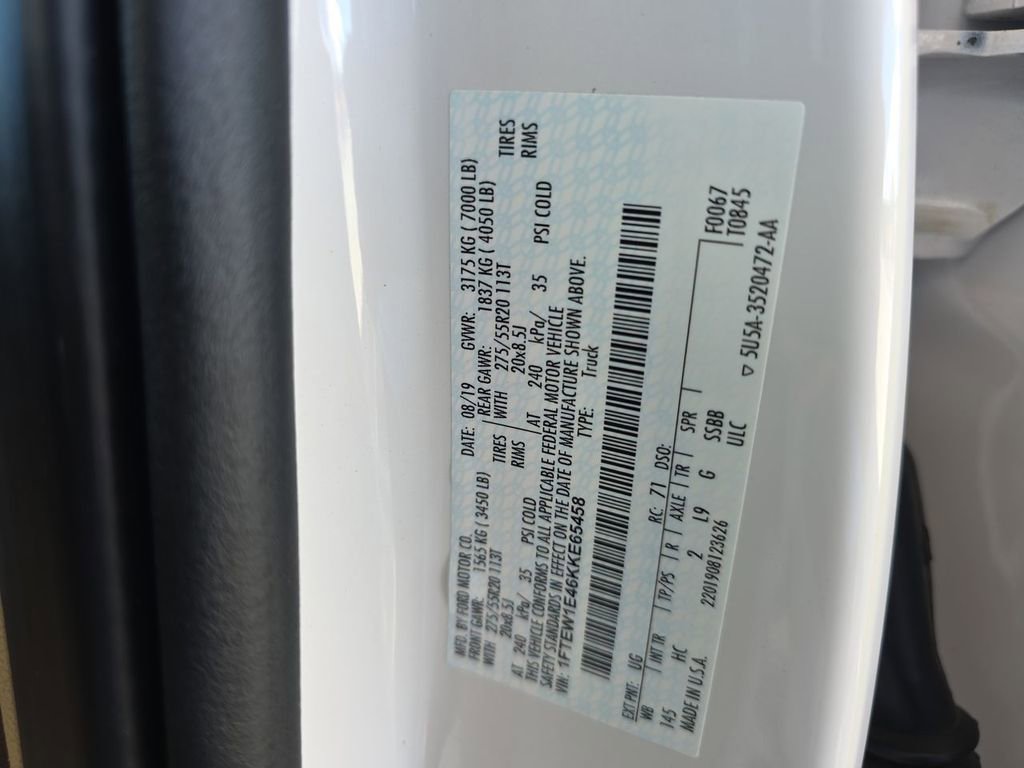 MFD. BY FORD MOTOR CO. DATE: 08/19 GVWR: 3175 KG ( 7000 LB)
FRONT GAWR: 1565 KG ( 3450 LB) REAR GAWR: 1837 KG ( 4050 LB)
WITH 275/55R20 113T TIRES WITH 275/55R20 113T TIRES
20x8.5J RIMS 20x8.5J RIMS
AT 240 kPa/ 35 PSI COLD AT 240 kPa/ 35 PSI COLD
THIS VEHICLE CONFORMS TO ALL APPLICABLE FEDERAL MOTOR VEHICLE
SAFETY STANDARDS IN EFFECT ON THE DATE OF MANUFACTURE SHOWN ABOVE.
VIN: 1FTEW1E46KKE65458 TYPE: Truck
EXT PNT: UG RC: 71 DSO: F0067
WB INT TR TP/PS R AXLE TR SPR T0845
145 HC 2 L9 G SSBB
MADE IN U.S.A. 2201908123626 ULC ▽ 5U5A-3520472-AA